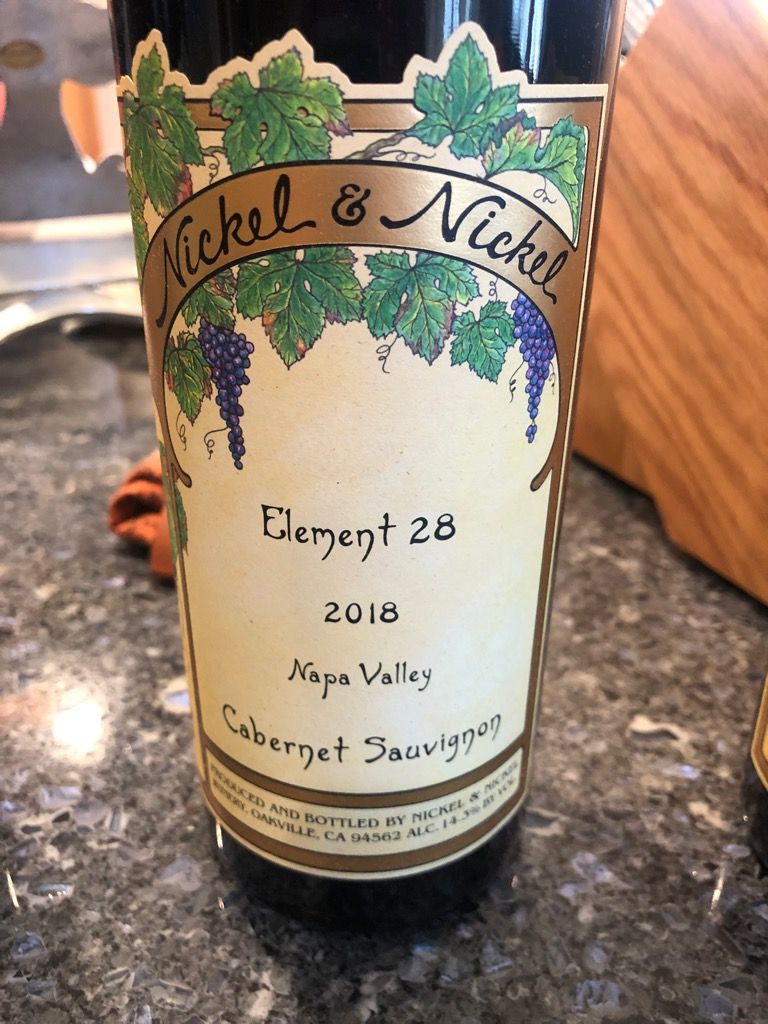 Nickel & Nickel
Element 28
2018
Napa Valley
Cabernet Sauvignon
PRODUCED AND BOTTLED BY NICKEL & NICKEL
WINERY, OAKVILLE, CA 94562 ALC. 14.5% BY VOL.